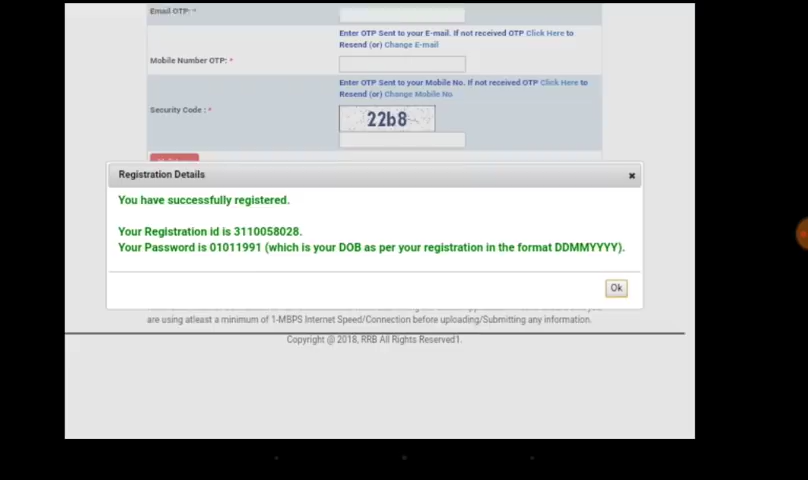 Email OTP: *
Enter OTP Sent to your E-mail. If not received OTP Click Here to
Resend (or) Change E-mail
Mobile Number OTP: *
Enter OTP Sent to your Mobile No. If not received OTP Click Here to
Resend (or) Change Mobile No
Security Code : *
22b8
Registration Details
You have successfully registered.
Your Registration id is 3110058028.
Your Password is 01011991 (which is your DOB as per your registration in the format DDMMYYYY).
Ok
are using atleast a minimum of 1-MBPS Internet Speed/Connection before uploading/Submitting any information.
Copyright @ 2018, RRB All Rights Reserved1.